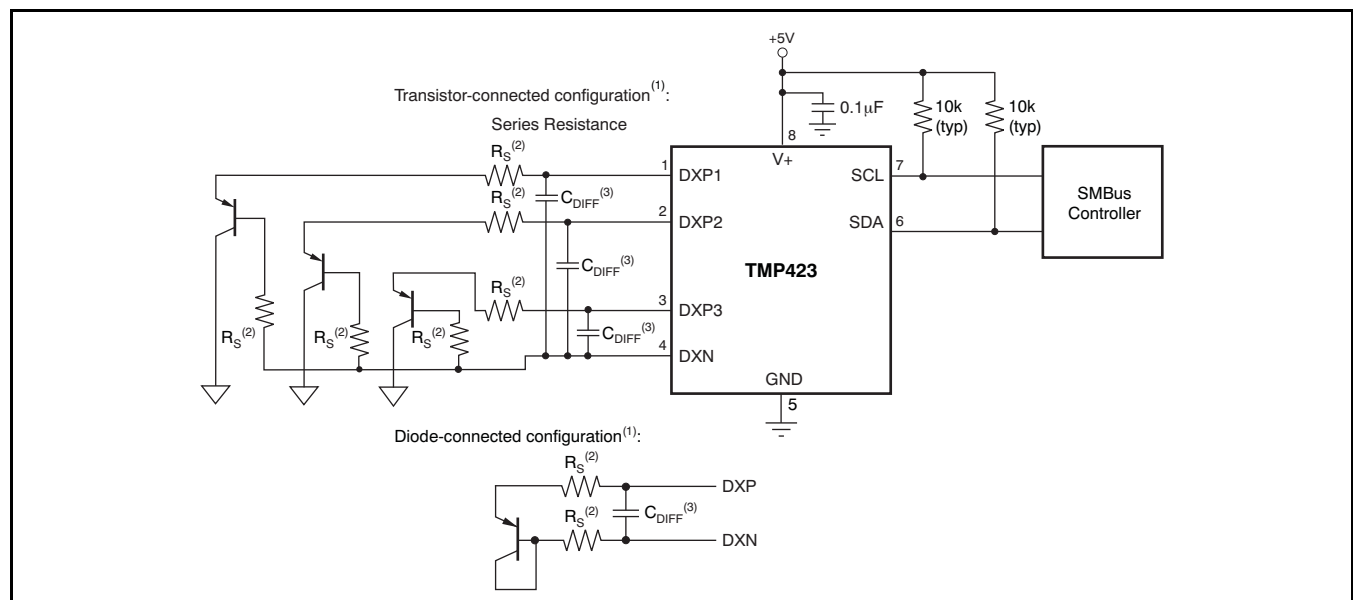 +5V
Transistor-connected configuration(1):
Series Resistance
0.1μF
10k
(typ)
10k
(typ)
8
V+
RS(2)
1
DXP1
SCL
7
CDIFF(3)
RS(2)
2
DXP2
SDA
6
SMBus
Controller
CDIFF(3)
TMP423
RS(2)
3
DXP3
RS(2)
RS(2)
RS(2)
CDIFF(3)
4
DXN
GND
5
Diode-connected configuration(1):
RS(2)
DXP
CDIFF(3)
RS(2)
DXN